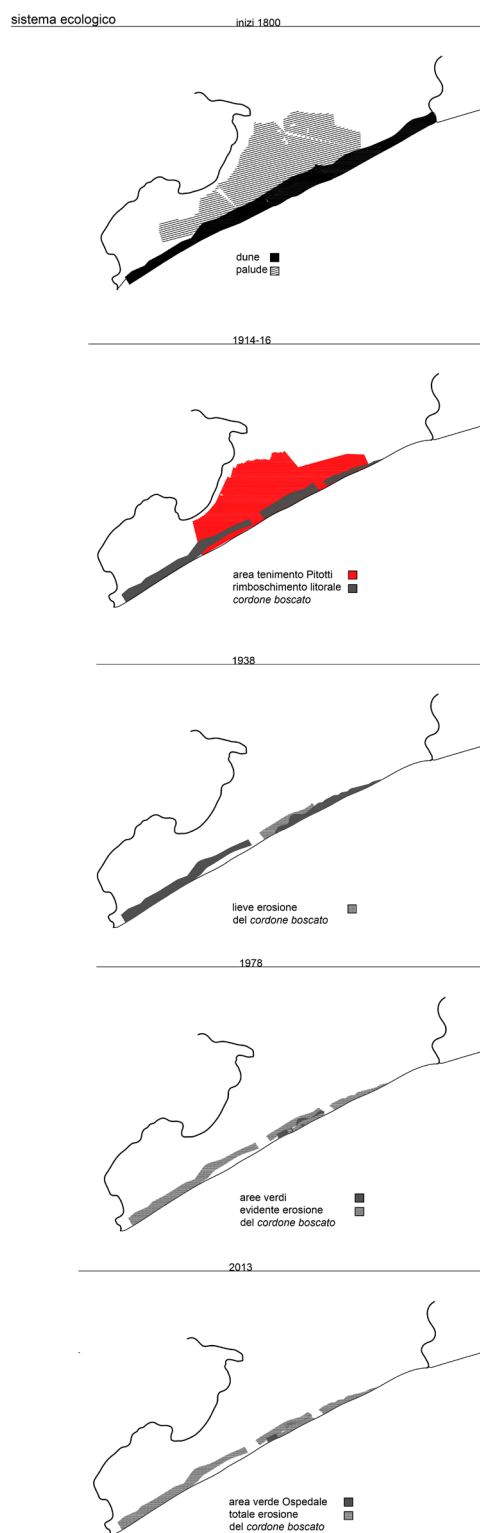 sistema ecologico
inizi 1800
dune
palude
1914-16
area tenimento Pitotti
rimboschimento litorale
cordone boscato
1938
lieve erosione
del cordone boscato
1978
aree verdi
evidente erosione
del cordone boscato
2013
area verde Ospedale
totale erosione
del cordone boscato